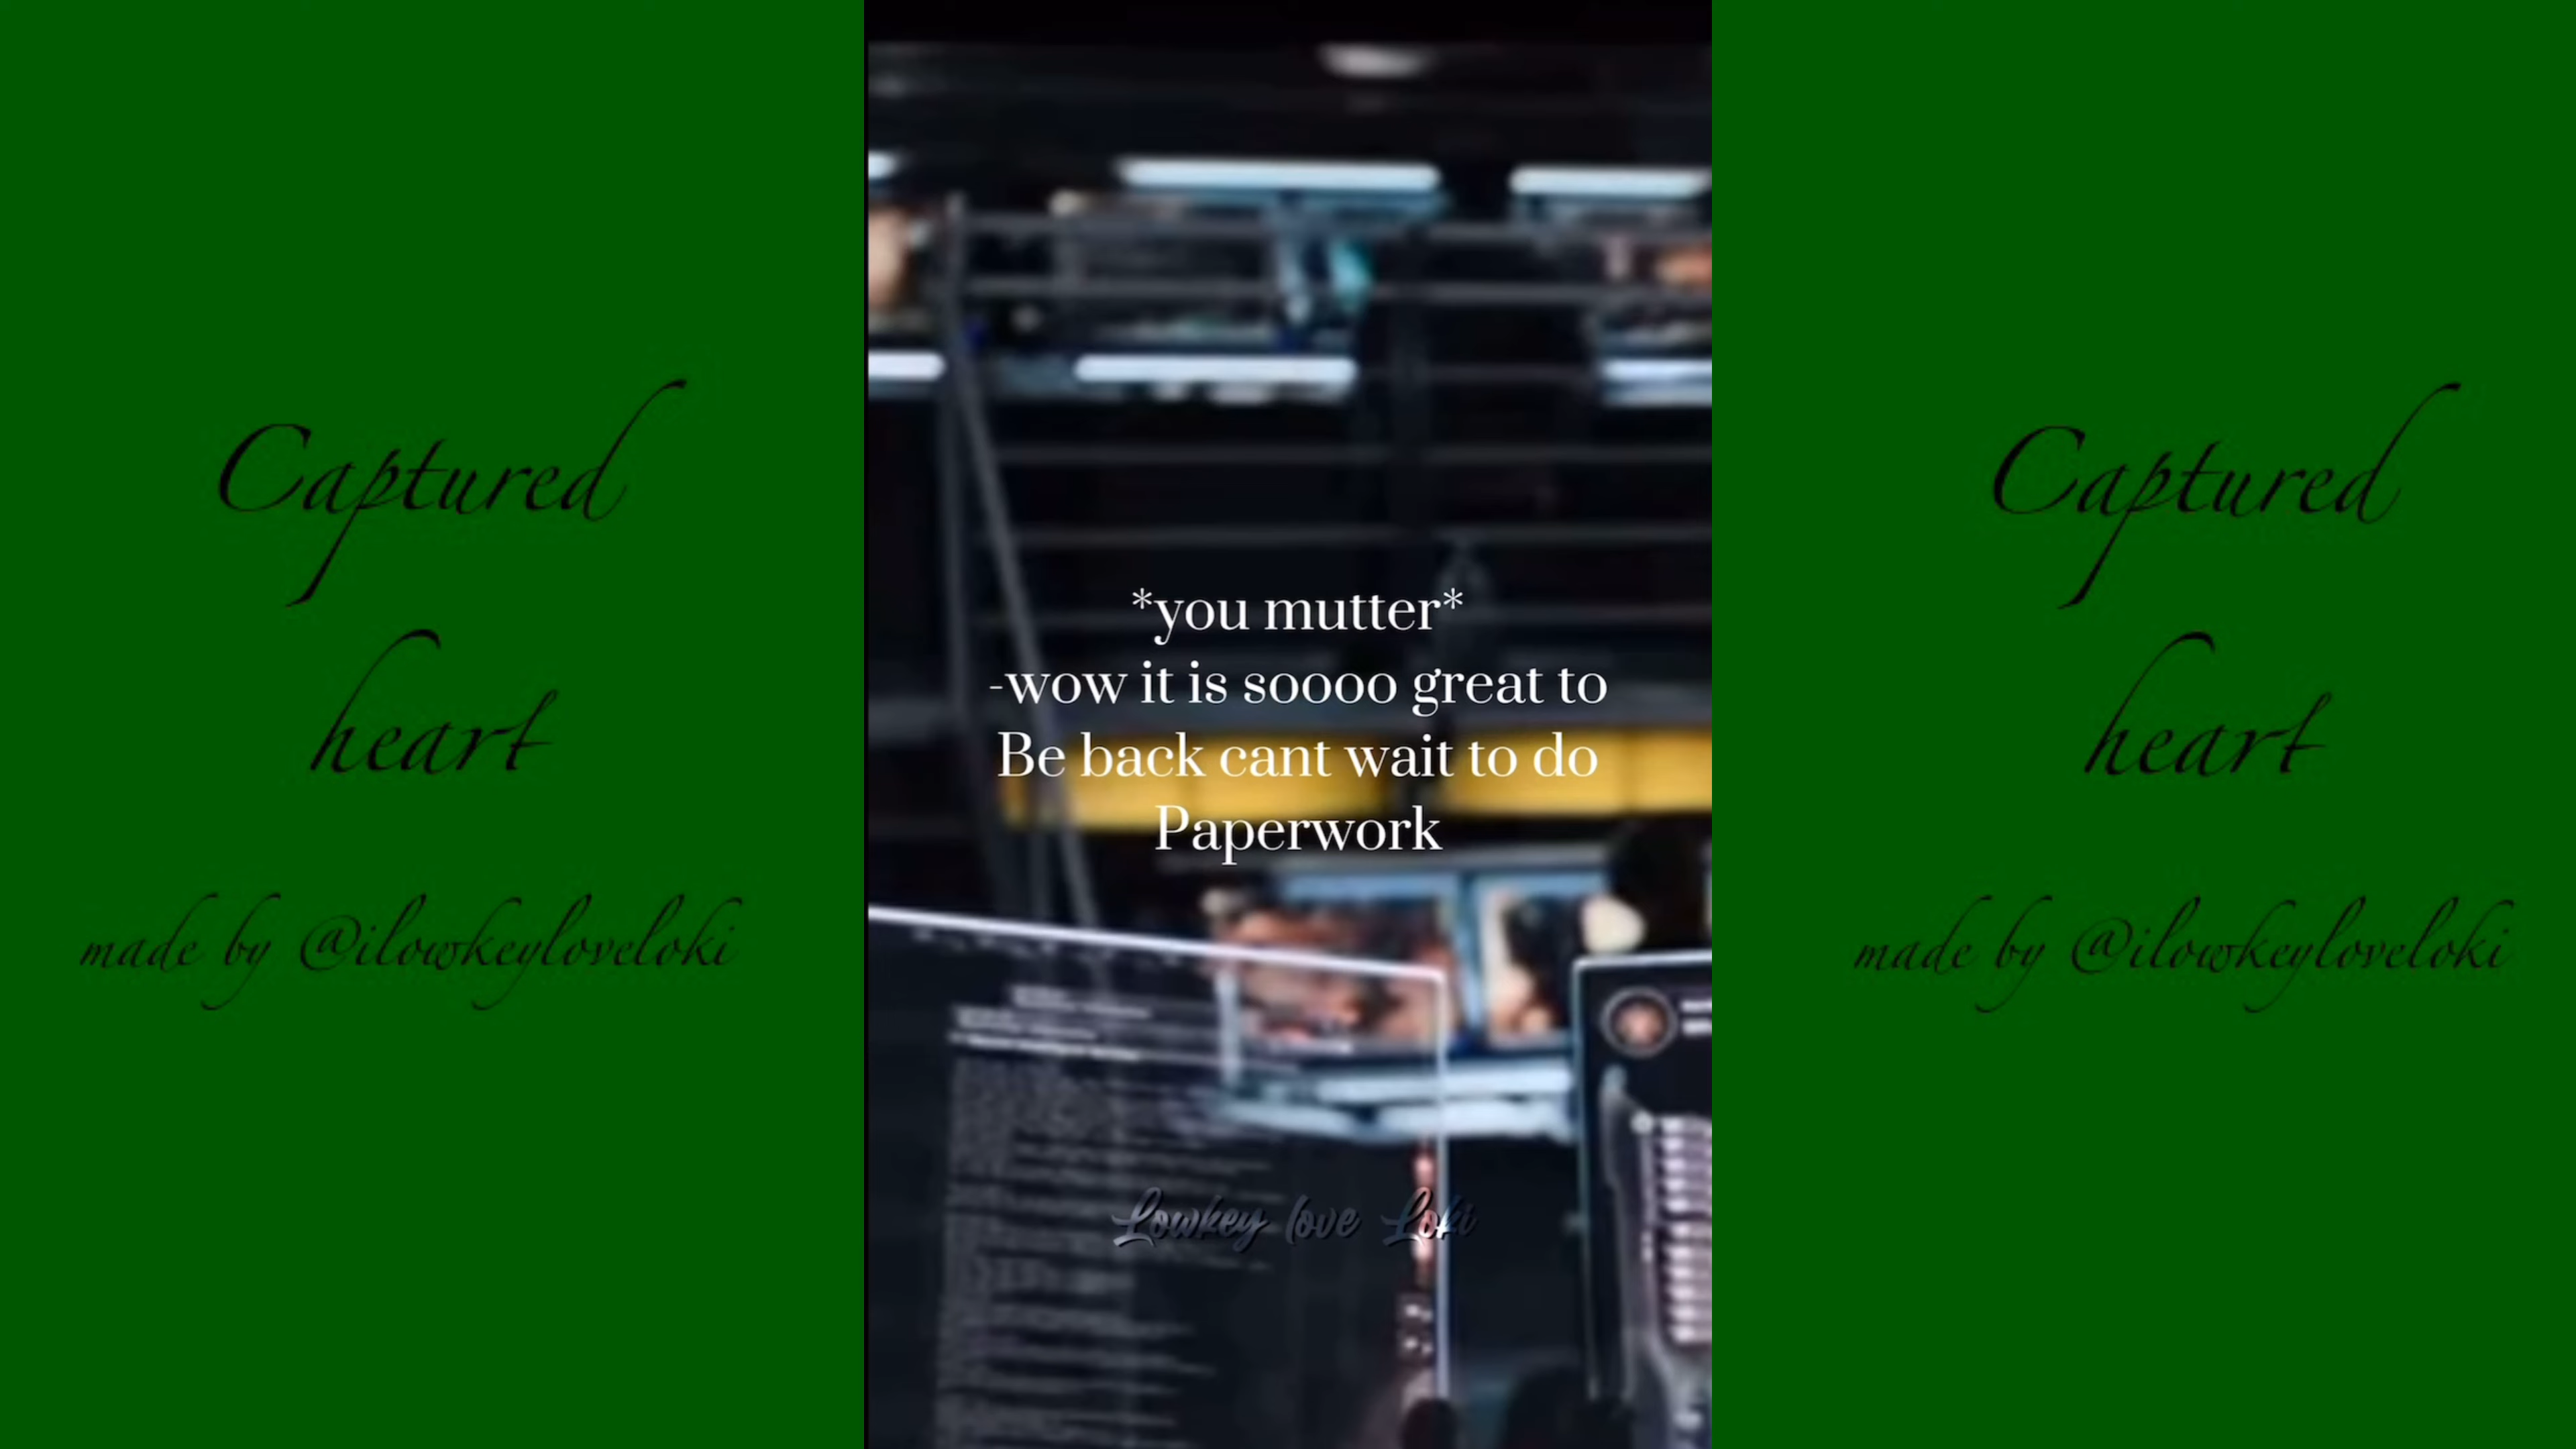 Captured
heart
made by @ilowkeyloveloki
*you mutter*
-wow it is soooo great to
Be back cant wait to do
Paperwork
Lowkey love Loki
Captured
heart
made by @ilowkeyloveloki